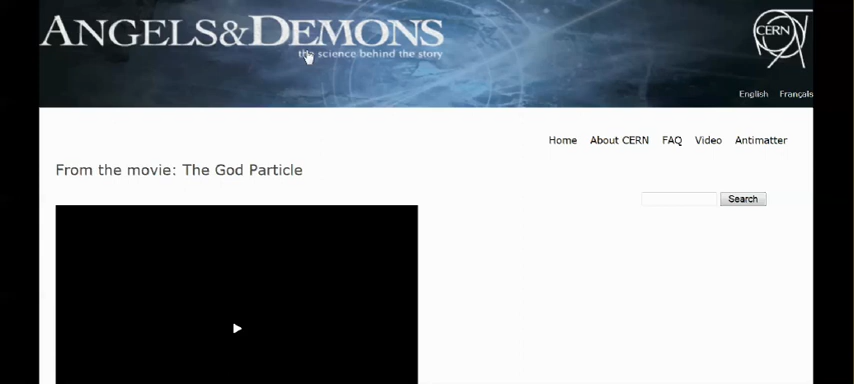 ANGELS&DEMONS
the science behind the story
CERN
English Français
Home About CERN FAQ Video Antimatter
From the movie: The God Particle
Search